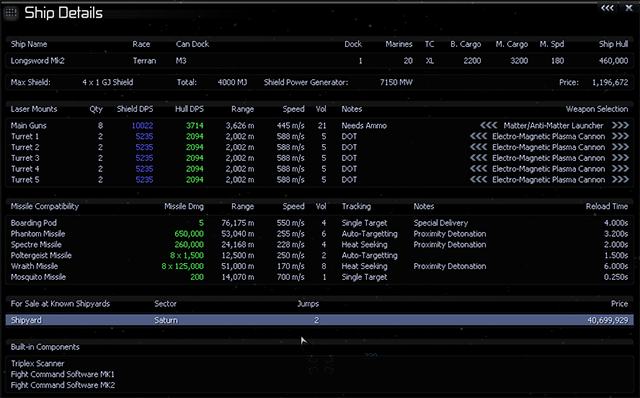 Ship Details
Ship Name Race Can Dock Dock Marines TC B. Cargo M. Cargo M. Spd Ship Hull
Longsword Mk2 Terran M3 1 20 XL 2200 3200 180 460,000
Max Shield: 4 x 1 GJ Shield Total: 4000 MJ Shield Power Generator: 7150 MW Price: 1,196,672
Laser Mounts Qty Shield DPS Hull DPS Range Speed Vol Notes Weapon Selection
Main Guns 8 10022 3714 3,626 m 445 m/s 21 Needs Ammo Matter/Anti-Matter Launcher
Turret 1 2 5235 2094 2,002 m 588 m/s 5 DOT Electro-Magnetic Plasma Cannon
Turret 2 2 5235 2094 2,002 m 588 m/s 5 DOT Electro-Magnetic Plasma Cannon
Turret 3 2 5235 2094 2,002 m 588 m/s 5 DOT Electro-Magnetic Plasma Cannon
Turret 4 2 5235 2094 2,002 m 588 m/s 5 DOT Electro-Magnetic Plasma Cannon
Turret 5 2 5235 2094 2,002 m 588 m/s 5 DOT Electro-Magnetic Plasma Cannon
Missile Compatibility Missile Dmg Range Speed Vol Tracking Notes Reload Time
Boarding Pod 5 76,175 m 550 m/s 4 Single Target Special Delivery 4.000s
Phantom Missile 650,000 53,040 m 255 m/s 6 Auto-Targetting Proximity Detonation 3.200s
Spectre Missile 260,000 24,168 m 228 m/s 4 Heat Seeking Proximity Detonation 2.000s
Poltergeist Missile 8 x 1,500 12,500 m 250 m/s 2 Auto-Targetting 1.500s
Wraith Missile 8 x 125,000 51,000 m 170 m/s 8 Heat Seeking Proximity Detonation 6.000s
Mosquito Missile 200 14,070 m 700 m/s 1 Single Target 0.250s
For Sale at Known Shipyards Sector Jumps Price
Shipyard Saturn 2 40,699,929
Built-in Components
Triplex Scanner
Fight Command Software MK1
Fight Command Software MK2